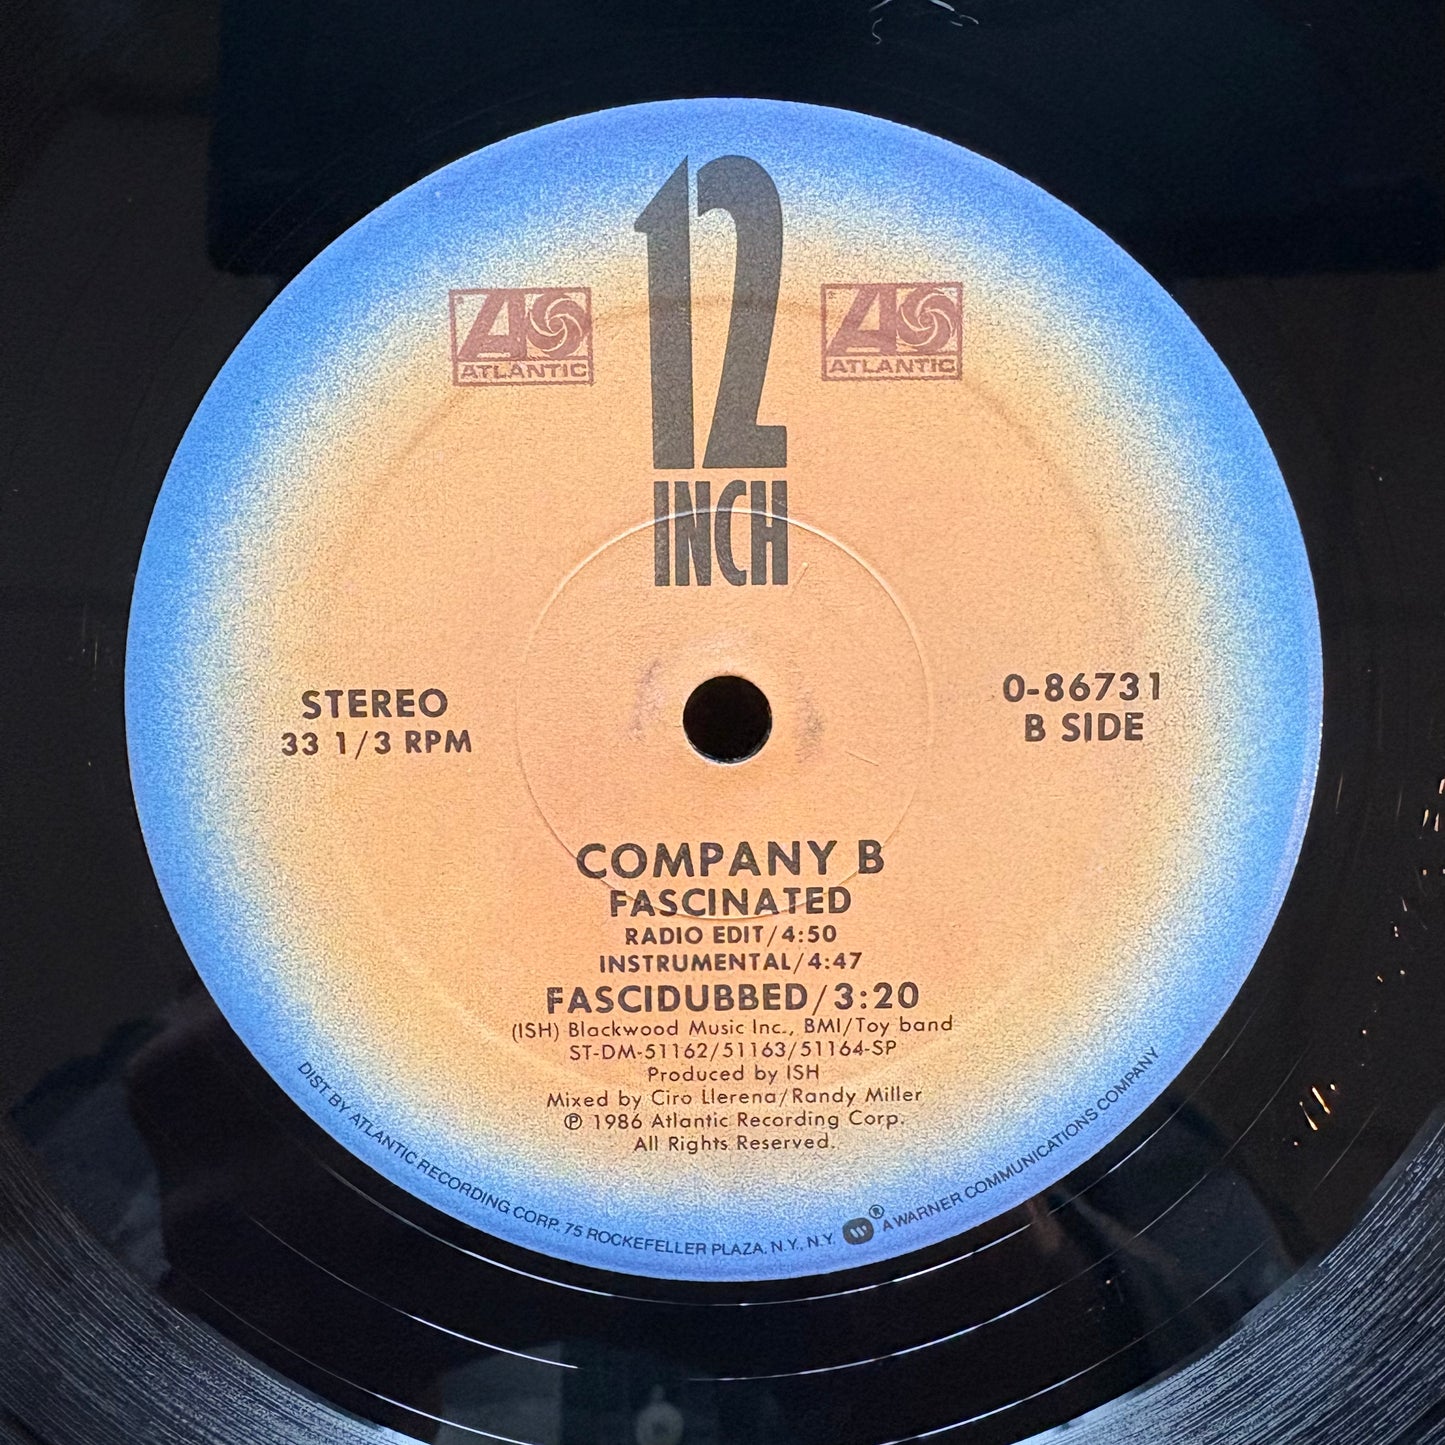 12
INCH
ATLANTIC
ATLANTIC
STEREO
33 1/3 RPM
0-86731
B SIDE
COMPANY B
FASCINATED
RADIO EDIT/4:50
INSTRUMENTAL/4:47
FASCIDUBBED/3:20
(ISH) Blackwood Music Inc., BMI/Toy band
ST-DM-51162/51163/51164-SP
Produced by ISH
Mixed by Ciro Llerena/Randy Miller
℗ 1986 Atlantic Recording Corp.
All Rights Reserved.
DIST. BY ATLANTIC RECORDING CORP. 75 ROCKEFELLER PLAZA, N.Y., N.Y. ® A WARNER COMMUNICATIONS COMPANY